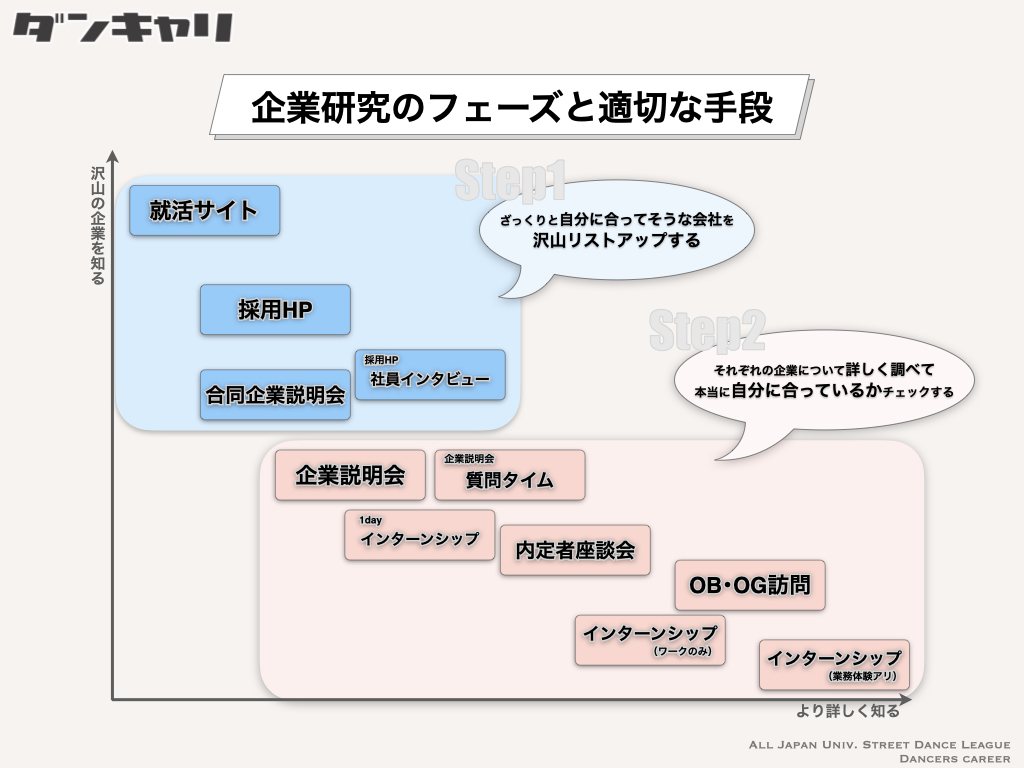 ダンキャリ
企業研究のフェーズと適切な手段
沢山の企業を知る
Step1
就活サイト
ざっくりと自分に合ってそうな会社を
沢山リストアップする
採用HP
採用HP
社員インタビュー
合同企業説明会
Step2
それぞれの企業について詳しく調べて
本当に自分に合っているかチェックする
企業説明会
企業説明会
質問タイム
1day
インターンシップ
内定者座談会
OB・OG訪問
インターンシップ
(ワークのみ)
インターンシップ
(業務体験アリ)
より詳しく知る
All Japan Univ. Street Dance League
Dancers career